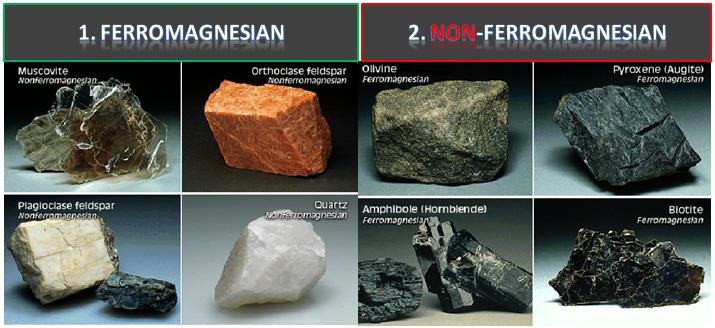 1. FERROMAGNESIAN
2. NON-FERROMAGNESIAN
Muscovite
Nonferromagnesian
Orthoclase feldspar
Nonferromagnesian
Olivine
Ferromagnesian
Pyroxene (Augite)
Ferromagnesian
Plagioclase feldspar
Nonferromagnesian
Quartz
Nonferromagnesian
Amphibole (Hornblende)
Ferromagnesian
Biotite
Ferromagnesian